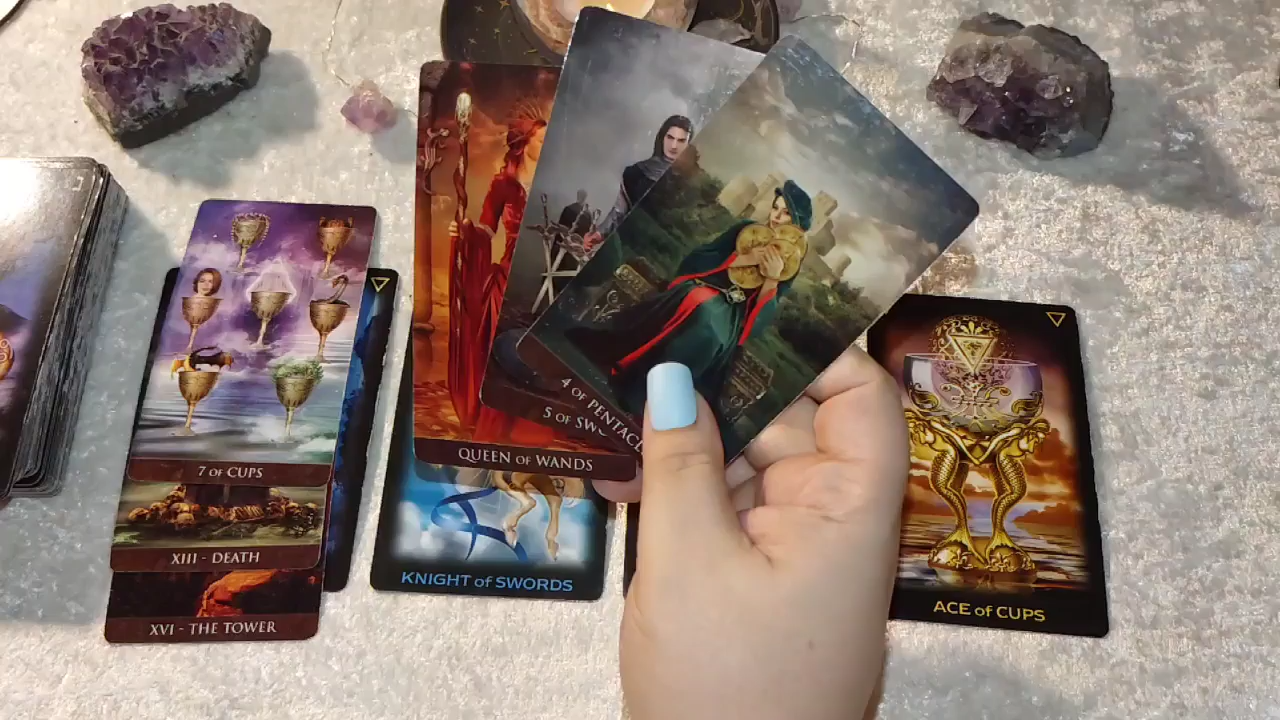 7 OF CUPS
XIII - DEATH
XVI - THE TOWER
4 OF PENTACL
5 OF SW
QUEEN OF WANDS
KNIGHT of SWORDS
ACE of CUPS